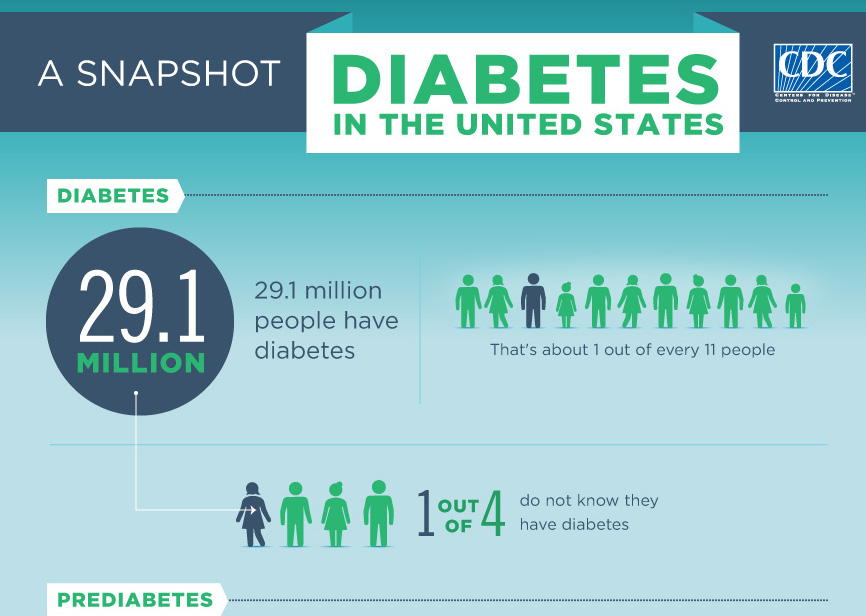 A SNAPSHOT
DIABETES
IN THE UNITED STATES
CDC
CENTERS FOR DISEASE
CONTROL AND PREVENTION
DIABETES
29.1
MILLION
29.1 million
people have
diabetes
That's about 1 out of every 11 people
1 OUT OF 4
do not know they
have diabetes
PREDIABETES